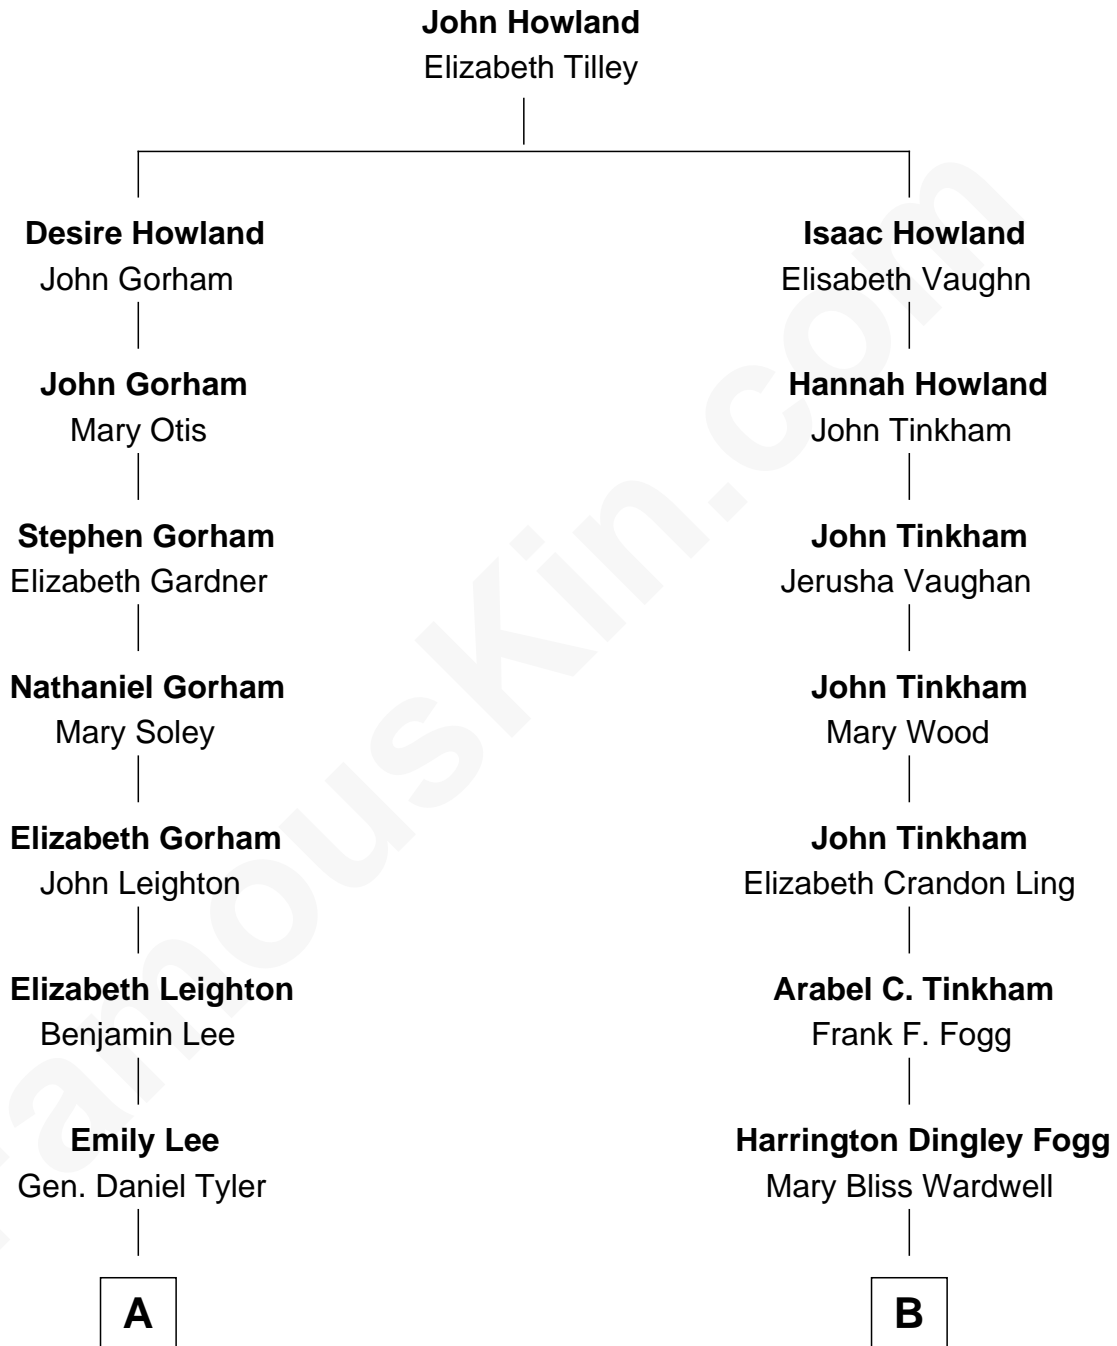 John Howland
Elizabeth Tilley
Desire Howland
John Gorham
Isaac Howland
Elisabeth Vaughn
John Gorham
Mary Otis
Hannah Howland
John Tinkham
Stephen Gorham
Elizabeth Gardner
John Tinkham
Jerusha Vaughan
Nathaniel Gorham
Mary Soley
John Tinkham
Mary Wood
Elizabeth Gorham
John Leighton
John Tinkham
Elizabeth Crandon Ling
Elizabeth Leighton
Benjamin Lee
Arabel C. Tinkham
Frank F. Fogg
Emily Lee
Gen. Daniel Tyler
Harrington Dingley Fogg
Mary Bliss Wardwell
A
B
FamousKin.com